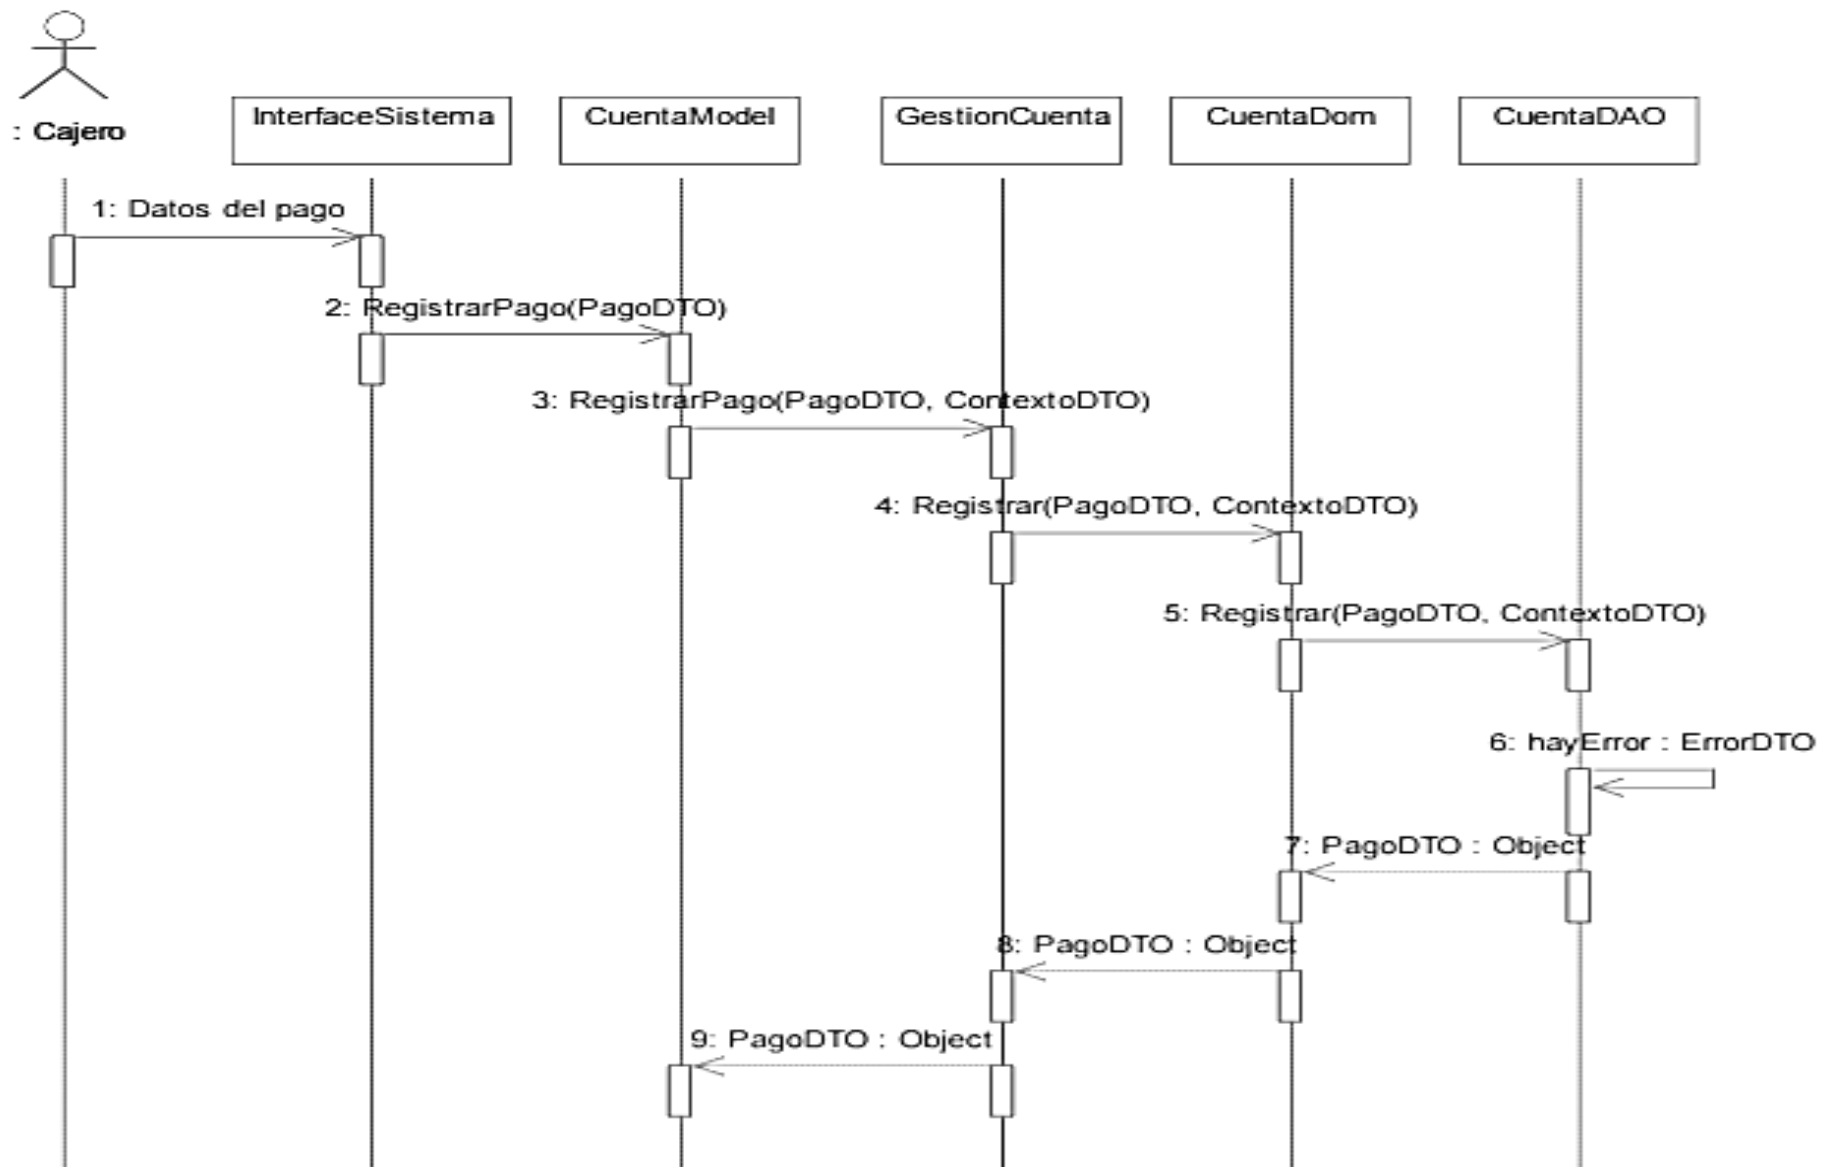 : Cajero
InterfaceSistema
CuentaModel
GestionCuenta
CuentaDom
CuentaDAO
1: Datos del pago
2: RegistrarPago(PagoDTO)
3: RegistrarPago(PagoDTO, ContextoDTO)
4: Registrar(PagoDTO, ContextoDTO)
5: Registrar(PagoDTO, ContextoDTO)
6: hayError : ErrorDTO
7: PagoDTO : Object
8: PagoDTO : Object
9: PagoDTO : Object